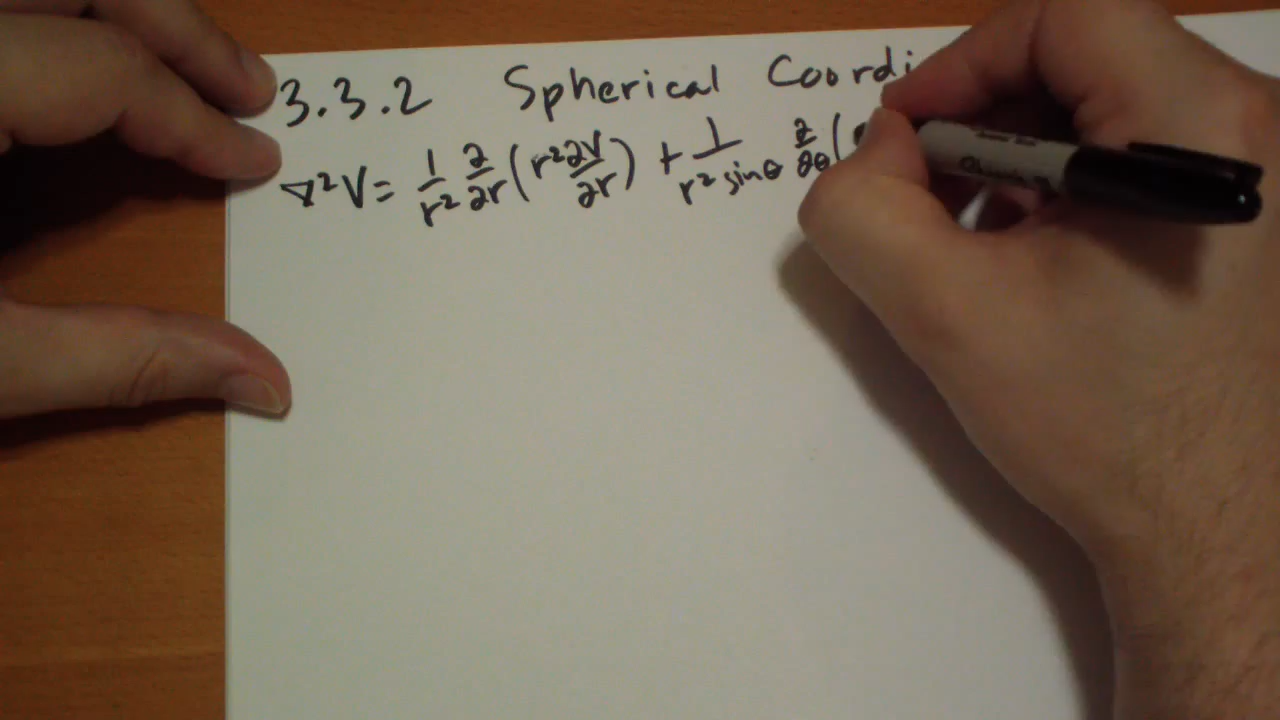 3.3.2 Spherical Coordi
∇²V = 1/r² ∂/∂r (r² ∂V/∂r) + 1/r² sinθ ∂/∂θ (